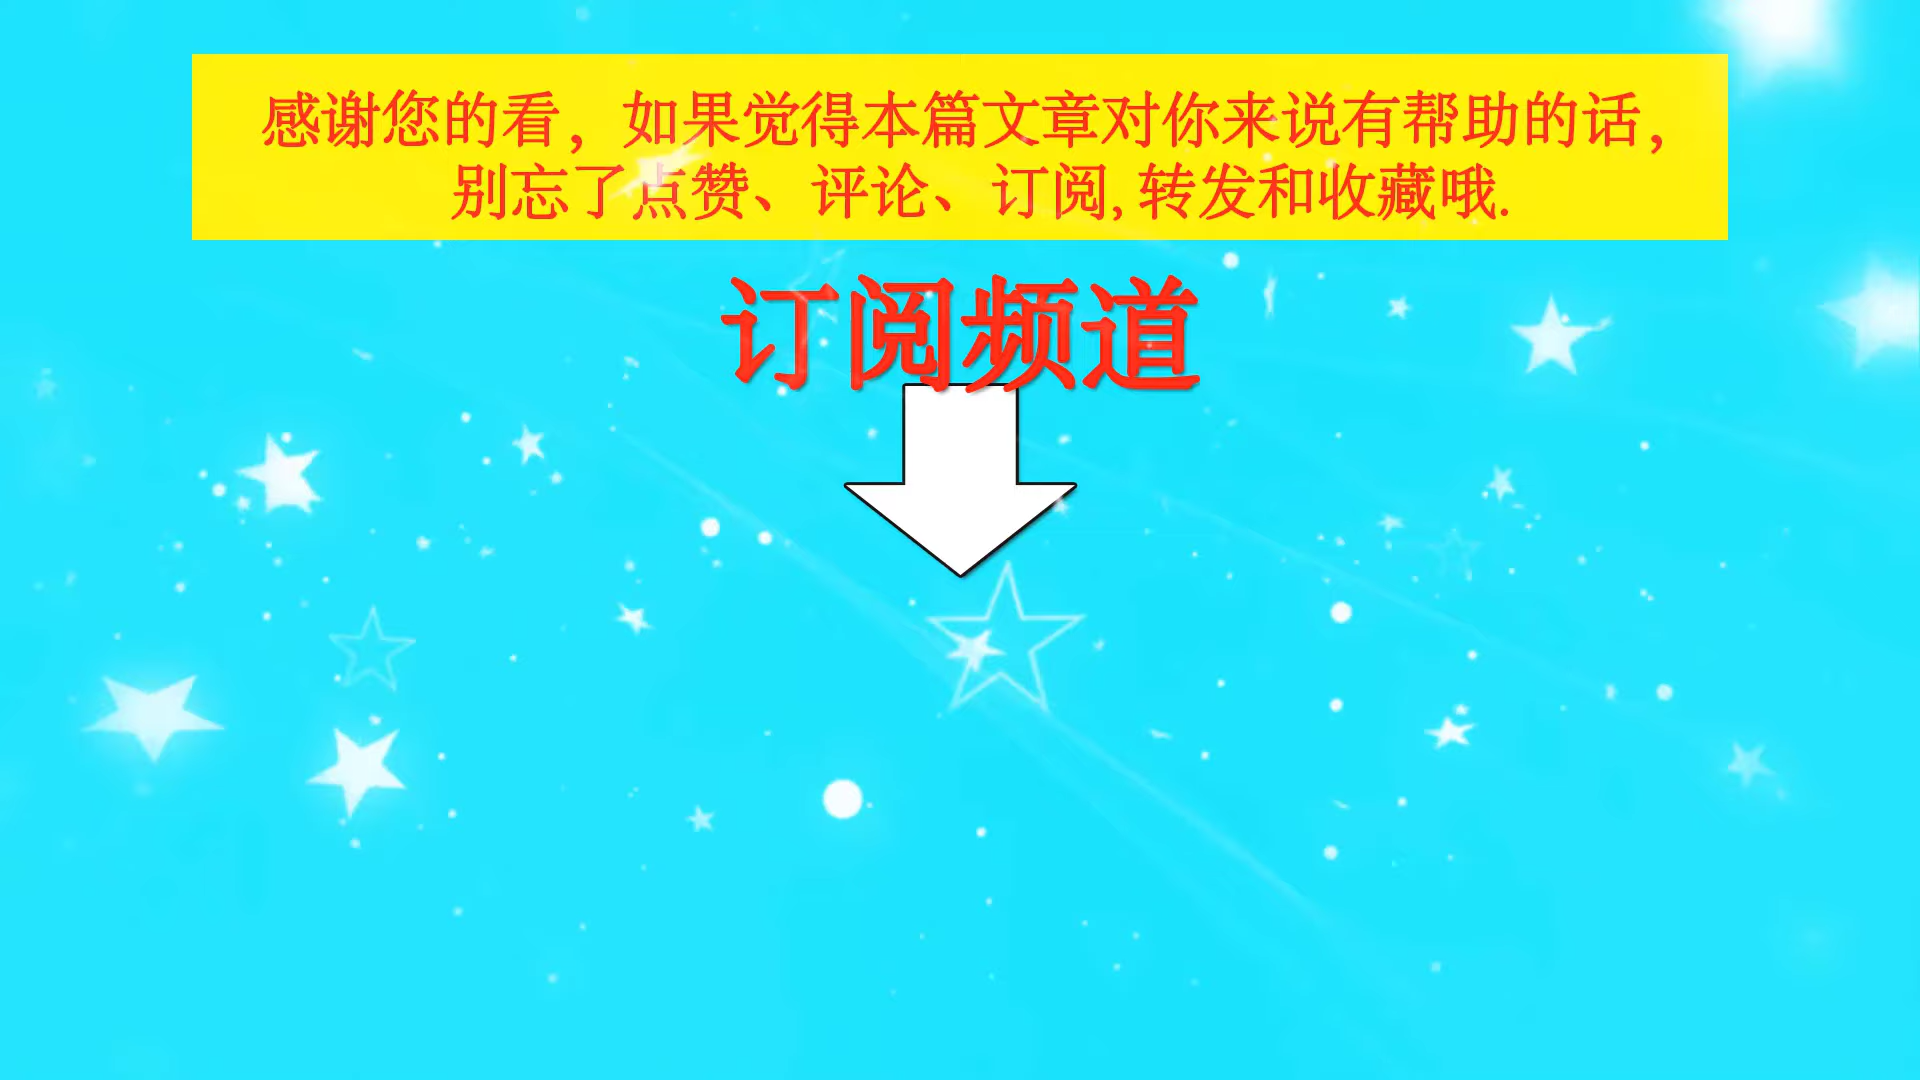 感谢您的看，如果觉得本篇文章对你来说有帮助的话，
别忘了点赞、评论、订阅,转发和收藏哦.
订阅频道